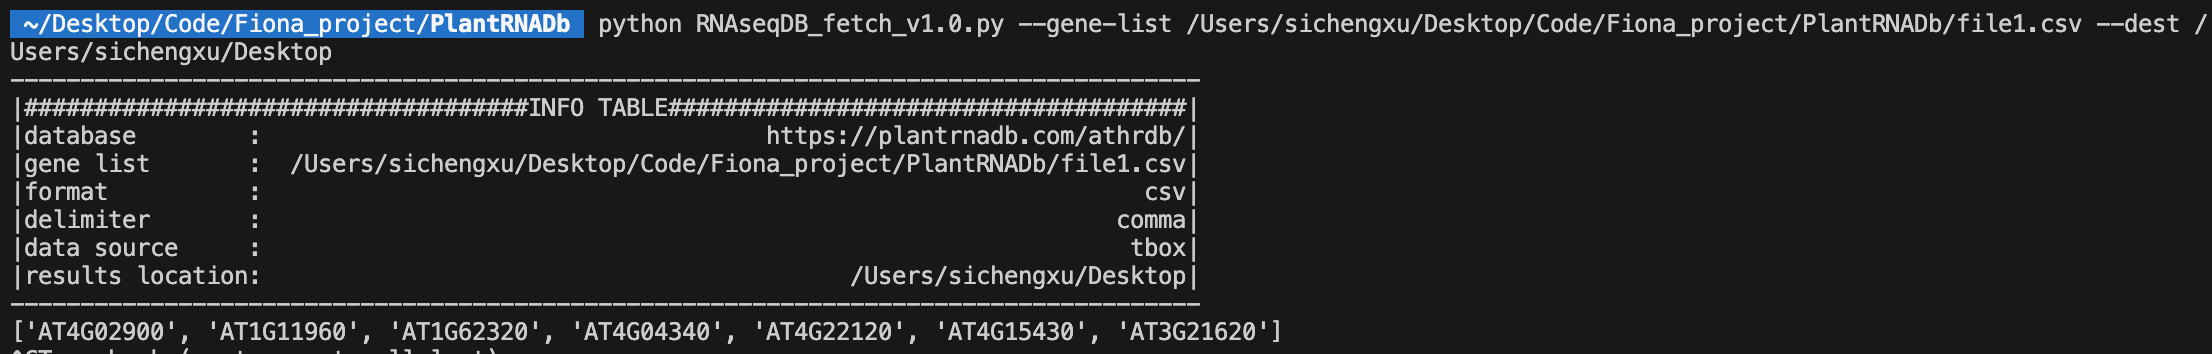 ~/Desktop/Code/Fiona_project/PlantRNADb python RNAseqDB_fetch_v1.0.py --gene-list /Users/sichengxu/Desktop/Code/Fiona_project/PlantRNADb/file1.csv --dest /
Users/sichengxu/Desktop
-------------------------------------------------------------------------------------
|####################################INFO TABLE#####################################|
|database        :                                    https://plantrnadb.com/athrdb/|
|gene list       :  /Users/sichengxu/Desktop/Code/Fiona_project/PlantRNADb/file1.csv|
|format          :                                                               csv|
|delimiter       :                                                             comma|
|data source     :                                                              tbox|
|results location:                                          /Users/sichengxu/Desktop|
-------------------------------------------------------------------------------------
['AT4G02900', 'AT1G11960', 'AT1G62320', 'AT4G04340', 'AT4G22120', 'AT4G15430', 'AT3G21620']